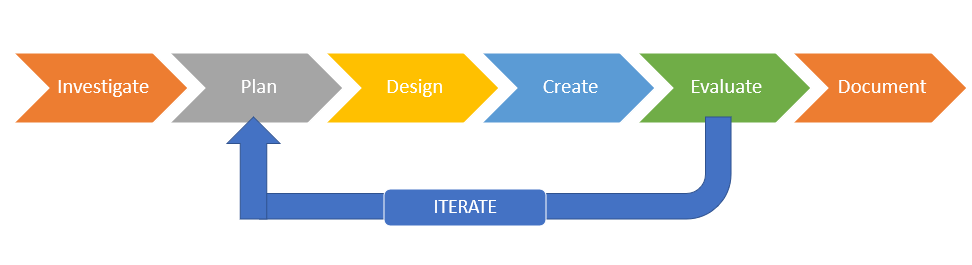 Investigate
Plan
Design
Create
Evaluate
Document
ITERATE